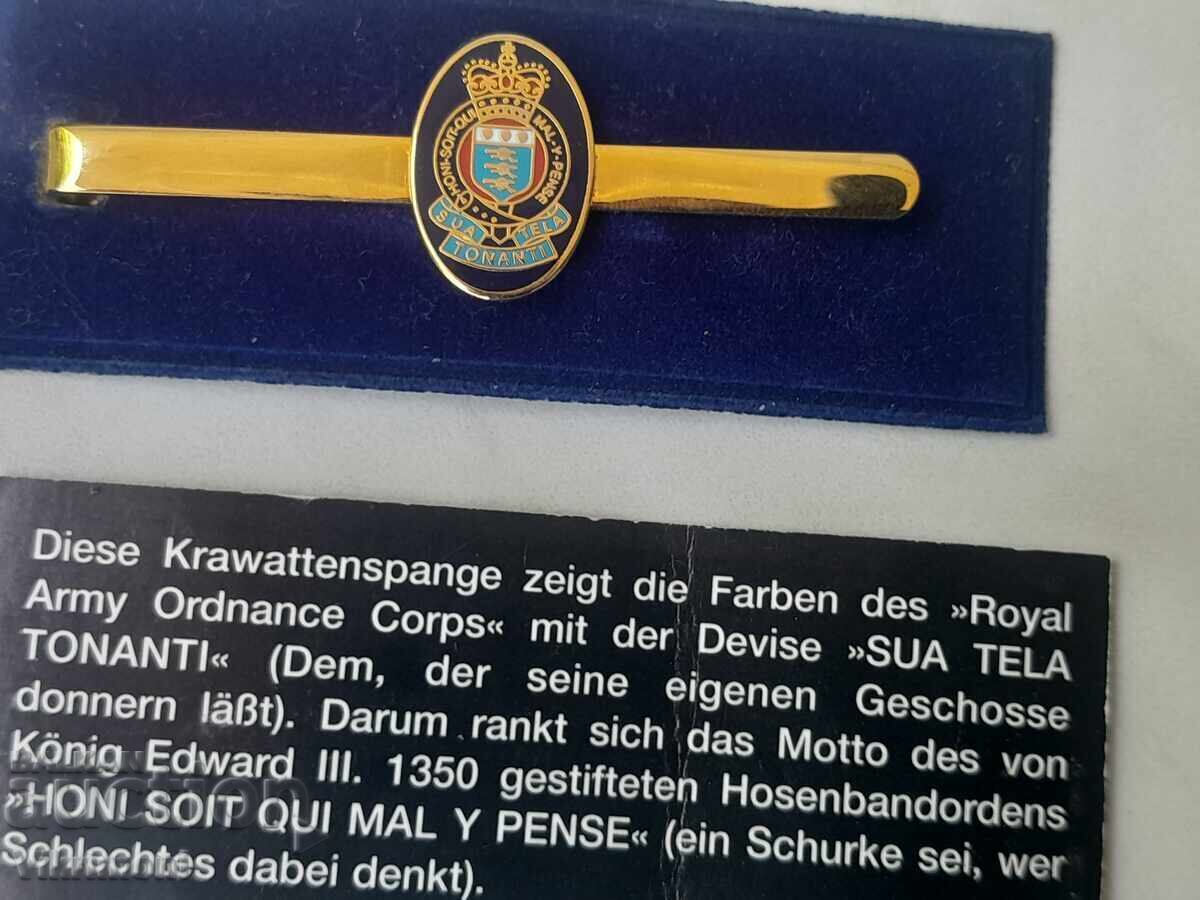 HONI·SOIT·QUI MAL·Y·PENSE
SUA TELA
TONANTI
Diese Krawattenspange zeigt die Farben des »Royal
Army Ordnance Corps« mit der Devise »SUA TELA
TONANTI« (Dem, der seine eigenen Geschosse
donnern läßt). Darum rankt sich das Motto des von
König Edward III. 1350 gestifteten Hosenbandordens
»HONI SOIT QUI MAL Y PENSE« (ein Schurke sei, wer
Schlechtes dabei denkt).
auction